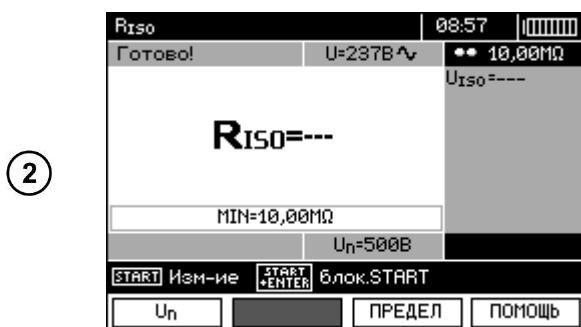 RISO 08:57
Готово! U=237В ●● 10,00MΩ
UISO=---
RISO=---
2
MIN=10,00MΩ
Un=500В
START Изм-ие START +ENTER блок.START
Un ПРЕДЕЛ ПОМОЩЬ